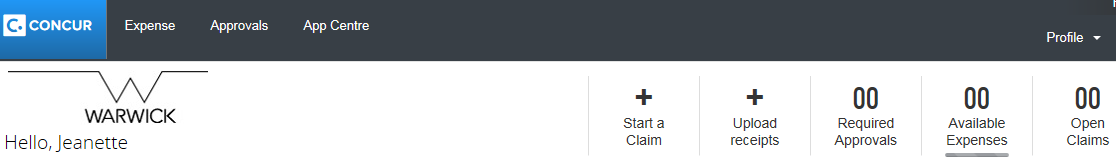 C. CONCUR Expense Approvals App Centre
Profile
WARWICK
Hello, Jeanette
+ Start a Claim
+ Upload receipts
00 Required Approvals
00 Available Expenses
00 Open Claims